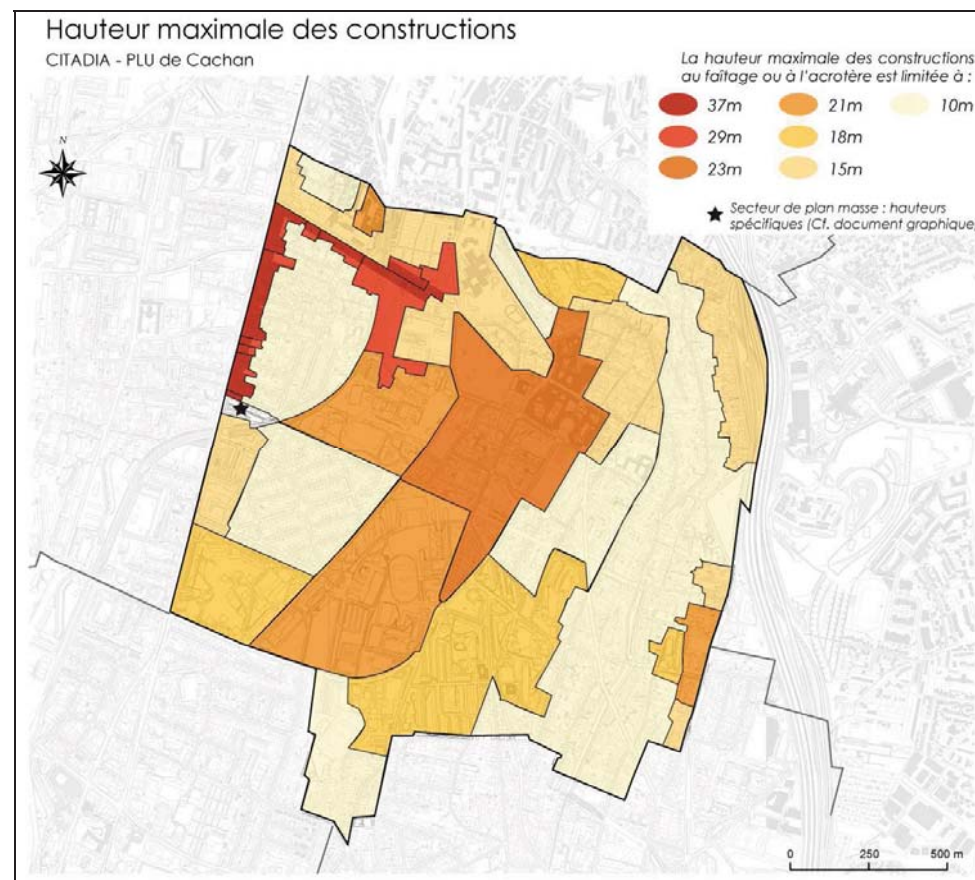 Hauteur maximale des constructions
CITADIA - PLU de Cachan
La hauteur maximale des constructions
au faîtage ou à l'acrotère est limitée à :
37m 21m 10m
29m 18m
23m 15m
Secteur de plan masse : hauteurs
spécifiques (Cf. document graphique)
N
0 250 500 m